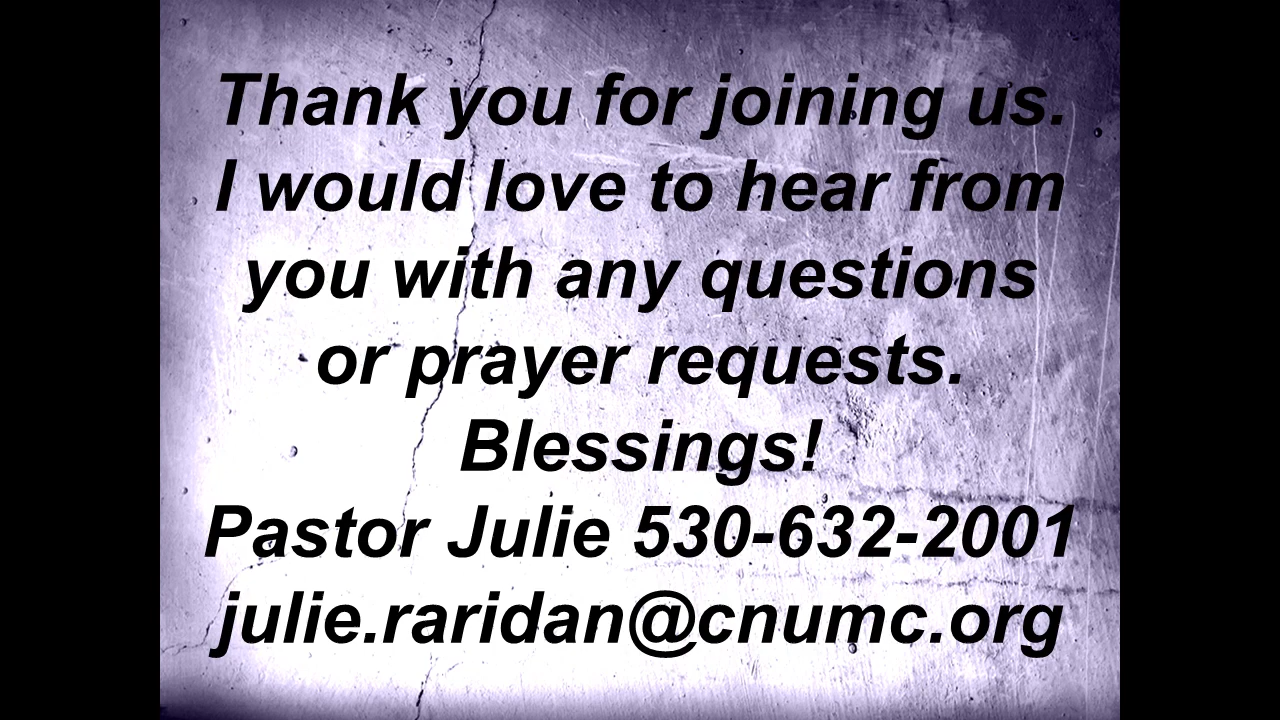 Thank you for joining us.
I would love to hear from
you with any questions
or prayer requests.
Blessings!
Pastor Julie 530-632-2001
julie.raridan@cnumc.org